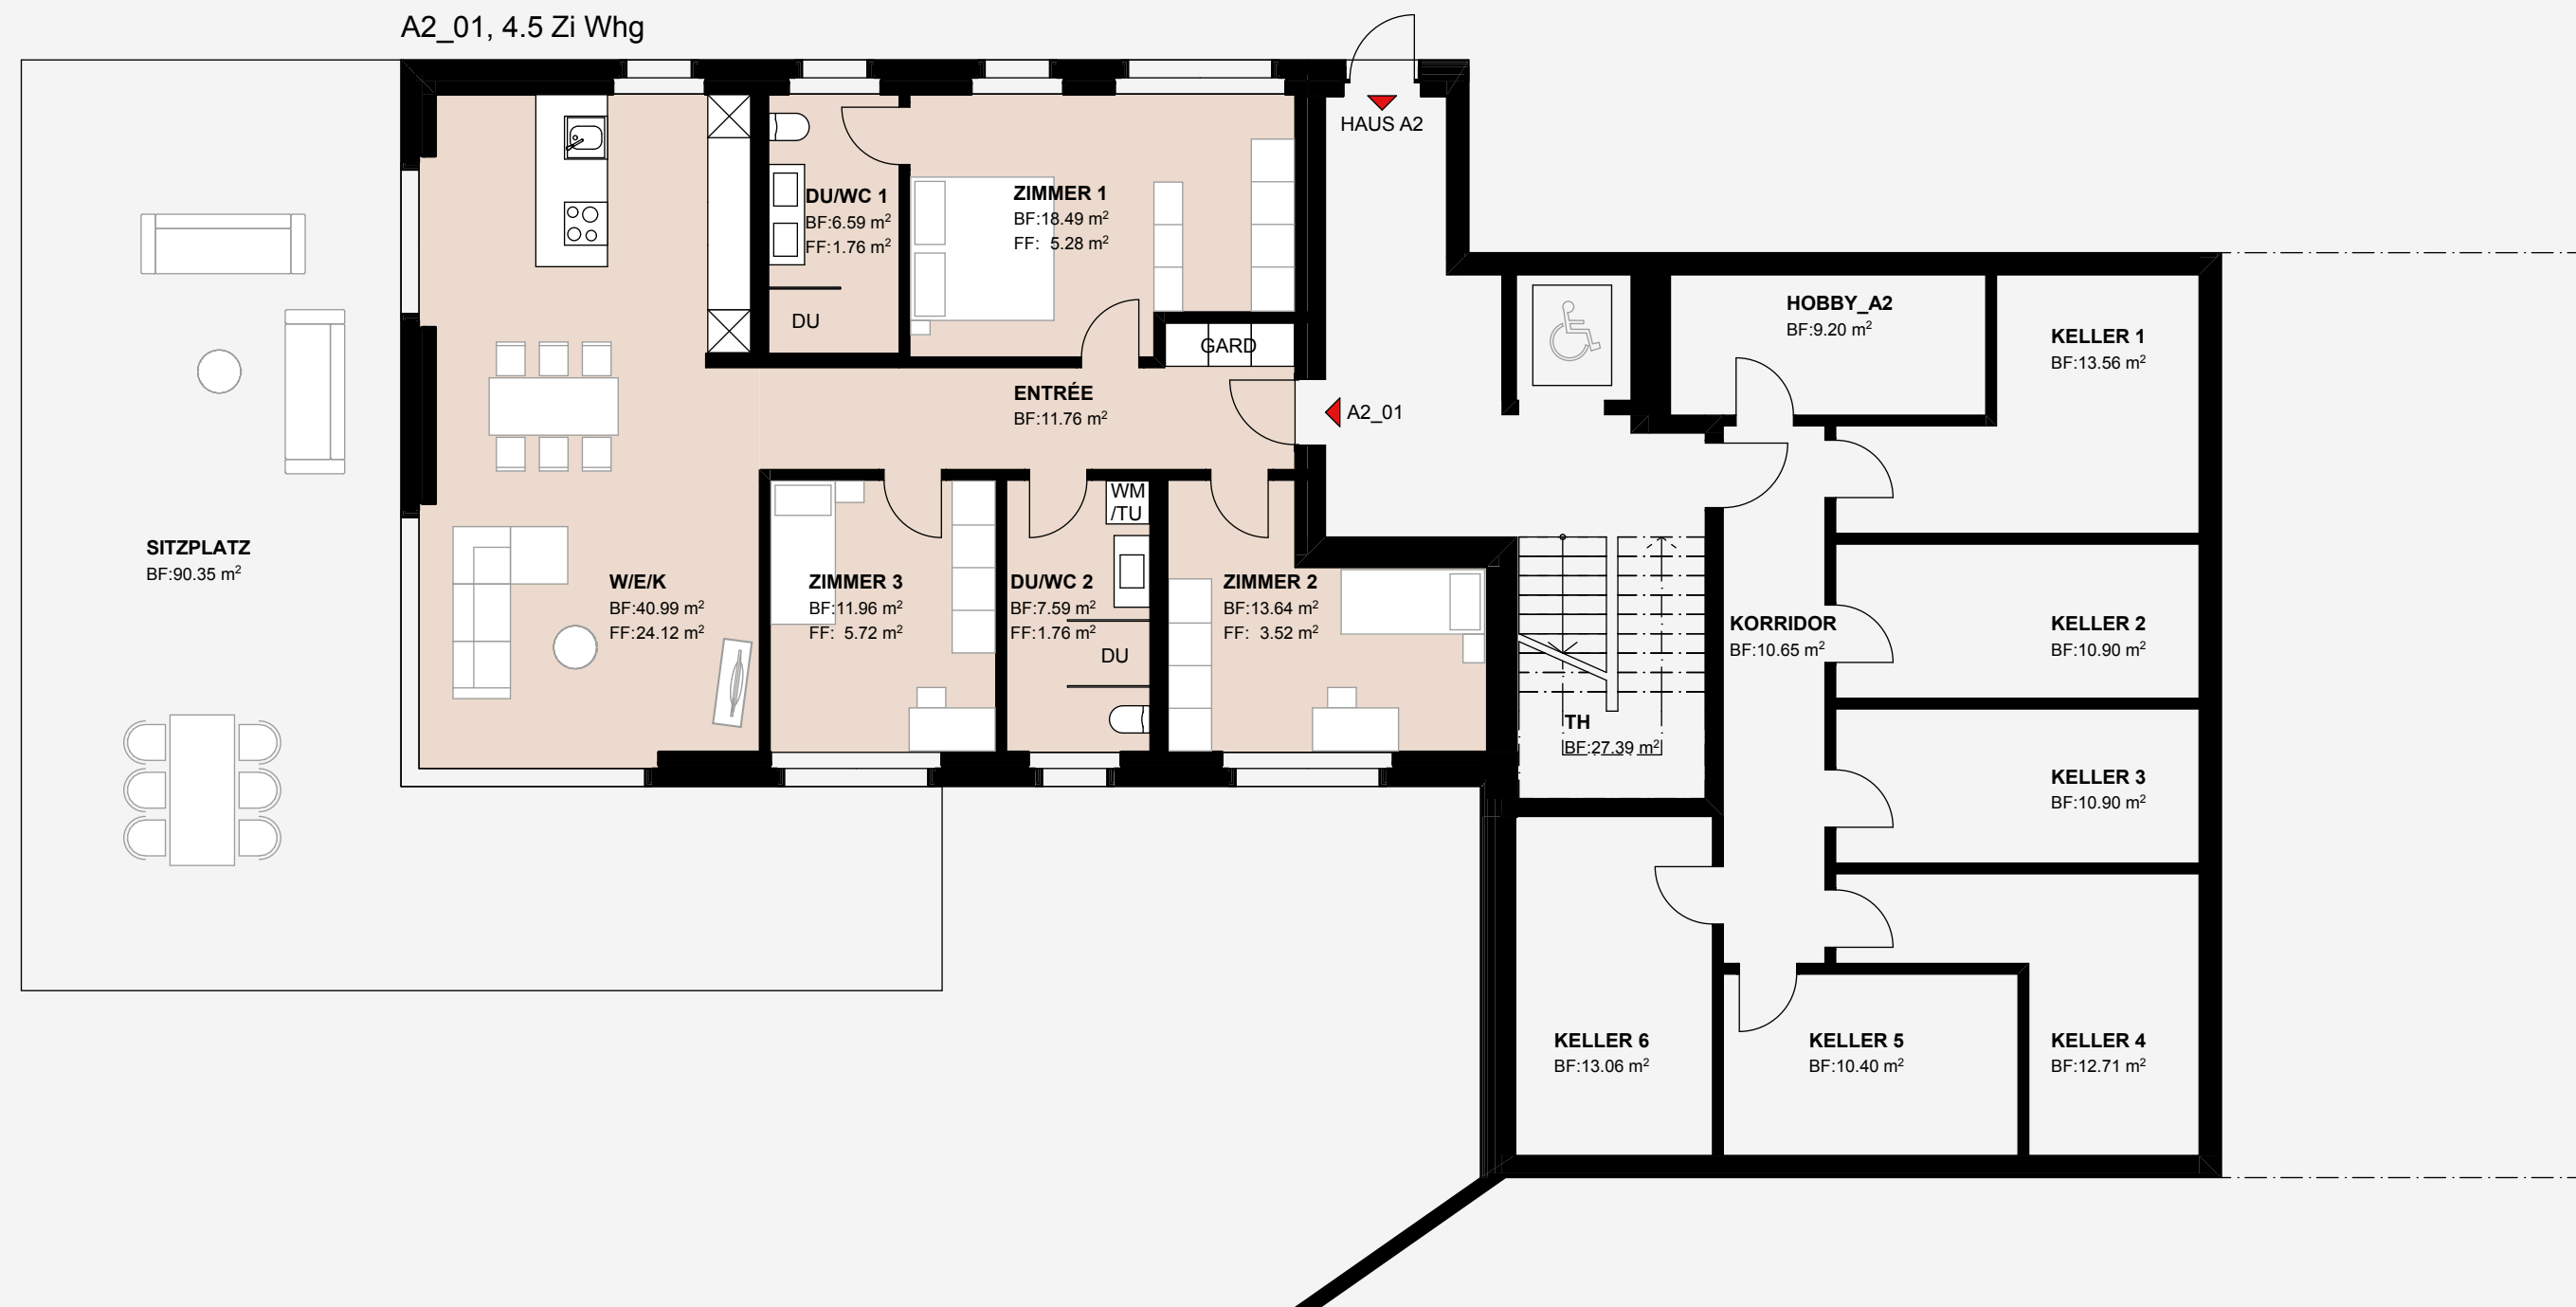 A2_01, 4.5 Zi Whg
HAUS A2
DU/WC 1
BF:6.59 m²
FF:1.76 m²
DU
ZIMMER 1
BF:18.49 m²
FF: 5.28 m²
GARD
ENTRÉE
BF:11.76 m²
A2_01
HOBBY_A2
BF:9.20 m²
KELLER 1
BF:13.56 m²
SITZPLATZ
BF:90.35 m²
W/E/K
BF:40.99 m²
FF:24.12 m²
ZIMMER 3
BF:11.96 m²
FF: 5.72 m²
WM
/TU
DU/WC 2
BF:7.59 m²
FF:1.76 m²
DU
ZIMMER 2
BF:13.64 m²
FF: 3.52 m²
TH
BF:27.39 m²
KORRIDOR
BF:10.65 m²
KELLER 2
BF:10.90 m²
KELLER 3
BF:10.90 m²
KELLER 6
BF:13.06 m²
KELLER 5
BF:10.40 m²
KELLER 4
BF:12.71 m²